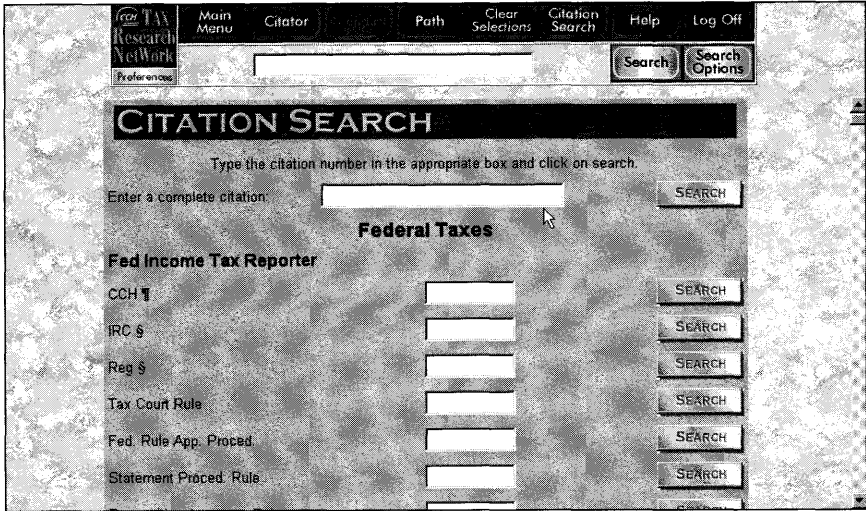 CCH TAX Research NetWork
Preferences
Main Menu
Citator
Path
Clear Selections
Citation Search
Help
Log Off
Search
Search Options
CITATION SEARCH
Type the citation number in the appropriate box and click on search.
Enter a complete citation: SEARCH
Federal Taxes
Fed Income Tax Reporter
CCH ¶ SEARCH
IRC § SEARCH
Reg § SEARCH
Tax Court Rule SEARCH
Fed. Rule App. Proced. SEARCH
Statement Proced. Rule SEARCH